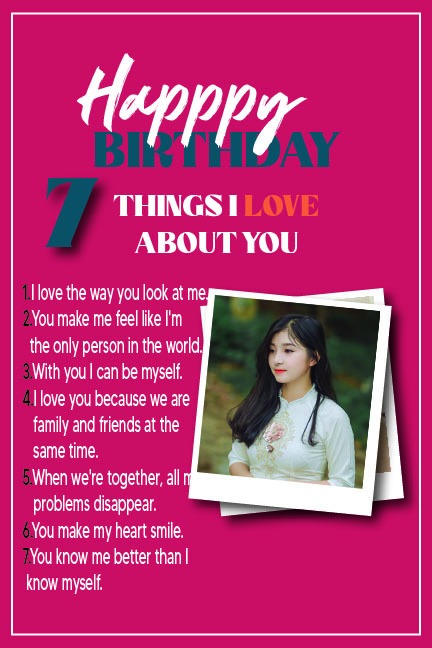 Happpy
BIRTHDAY
7 THINGS I LOVE
ABOUT YOU
1.I love the way you look at me.
2.You make me feel like I'm
the only person in the world.
3.With you I can be myself.
4.I love you because we are
family and friends at the
same time.
5.When we're together, all m
problems disappear.
6.You make my heart smile.
7.You know me better than I
know myself.